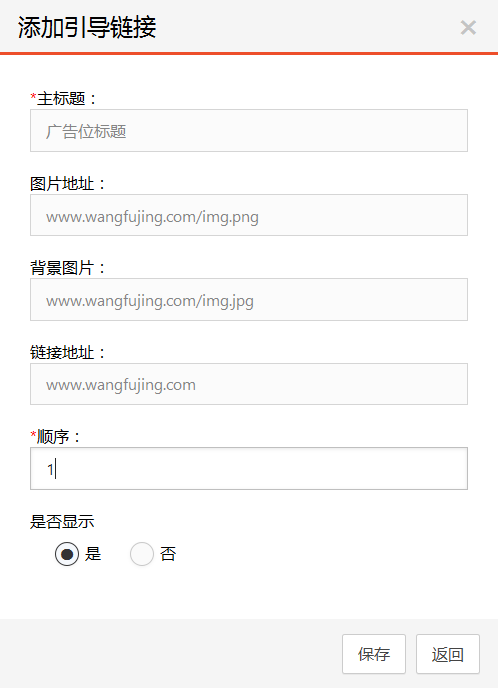 添加引导链接
*主标题：
广告位标题
图片地址：
www.wangfujing.com/img.png
背景图片：
www.wangfujing.com/img.jpg
链接地址：
www.wangfujing.com
*顺序：
1
是否显示
是 否
保存 返回